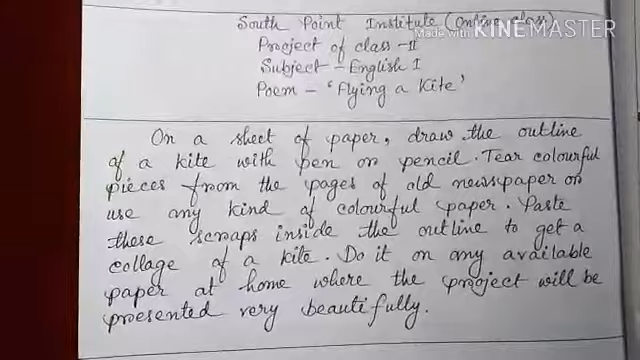 South Point Institute (Online class)
Made with KINEMASTER
Project of class - II
Subject - English I
Poem - 'Flying a Kite'
On a sheet of paper, draw the outline
of a kite with pen or pencil. Tear colourful
pieces from the pages of old newspaper or
use any kind of colourful paper. Paste
these scraps inside the outline to get a
collage of a kite. Do it on any available
paper at home where the project will be
presented very beautifully.